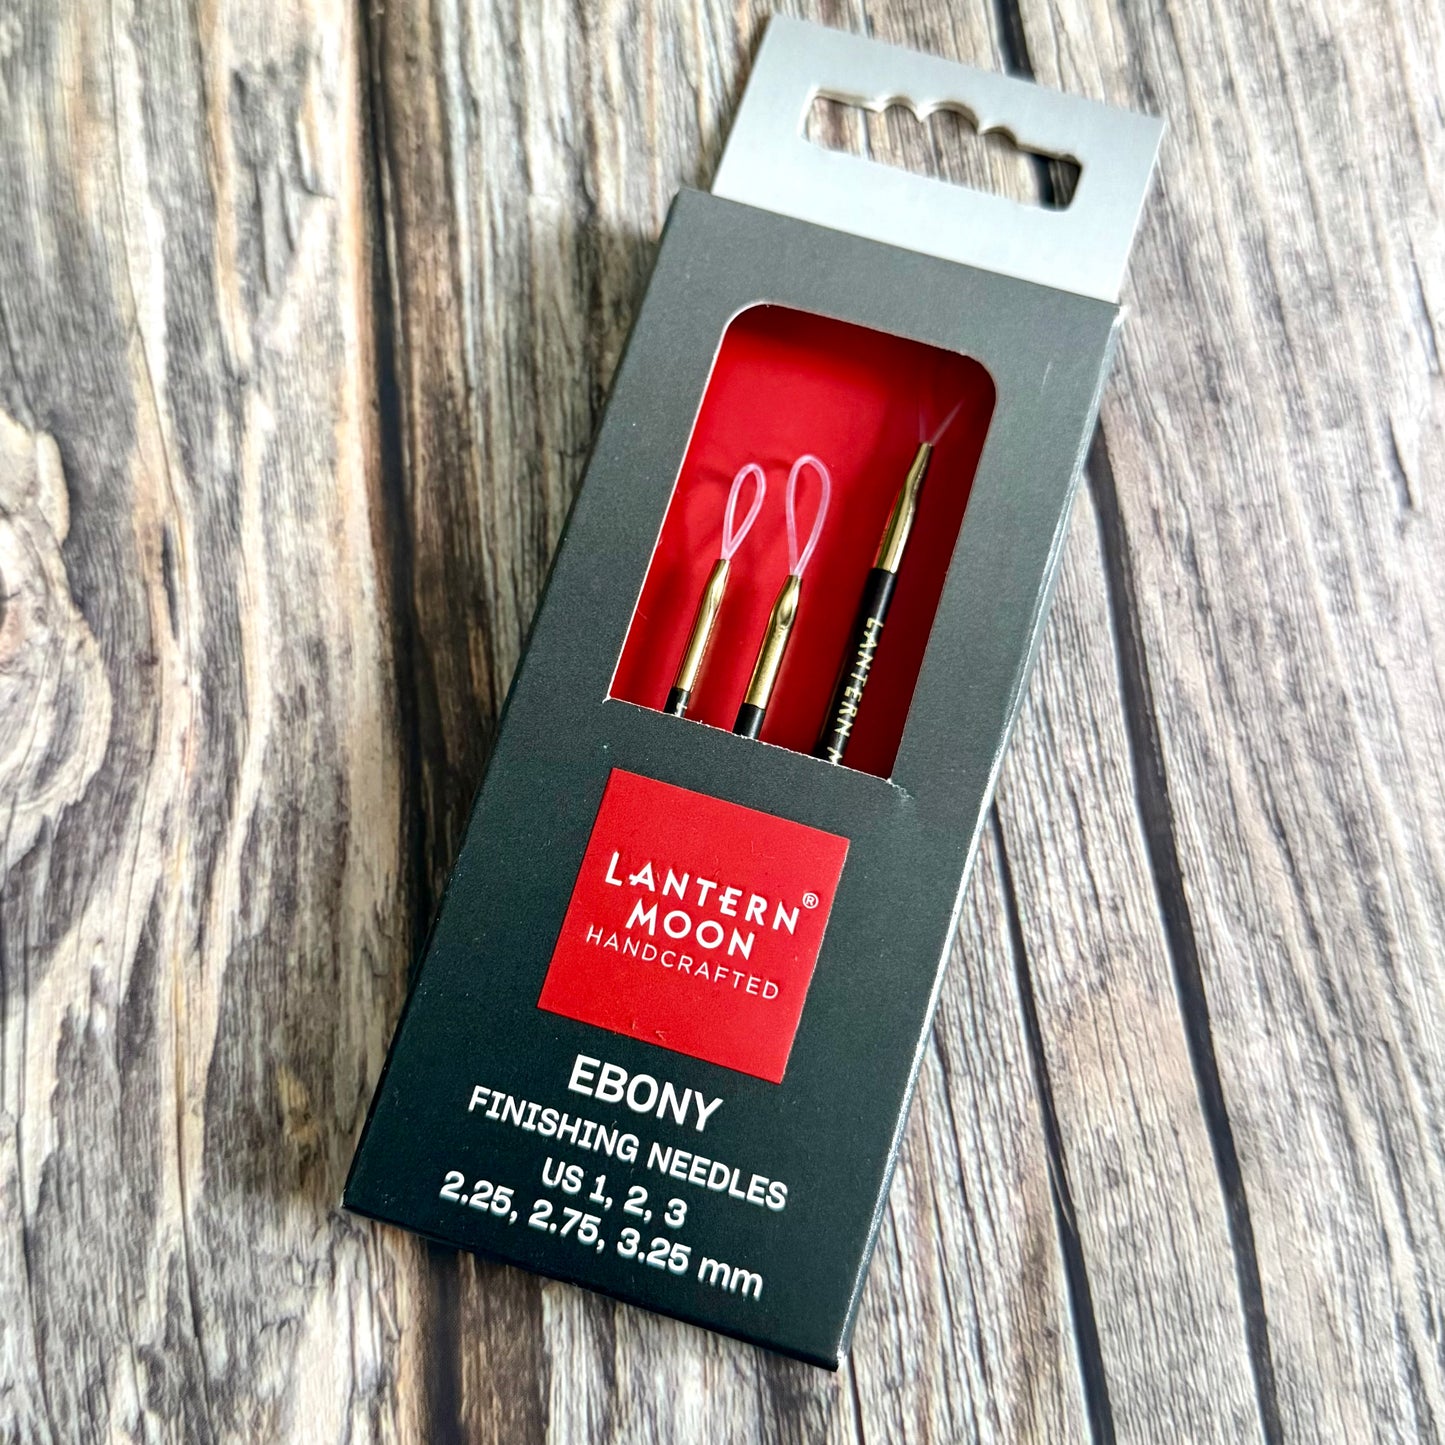 LANTERN M
LANTERN®
MOON
HANDCRAFTED
EBONY
FINISHING NEEDLES
US 1, 2, 3
2.25, 2.75, 3.25 mm